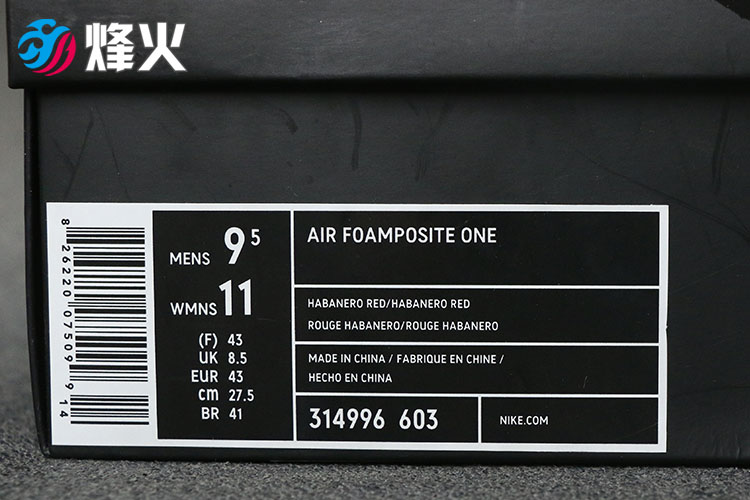 烽火
8 26220 07509 9 14
MENS 9 5
WMNS 11
(F) 43
UK 8.5
EUR 43
cm 27.5
BR 41
AIR FOAMPOSITE ONE
HABANERO RED/HABANERO RED
ROUGE HABANERO/ROUGE HABANERO
MADE IN CHINA / FABRIQUE EN CHINE /
HECHO EN CHINA
314996 603
NIKE.COM